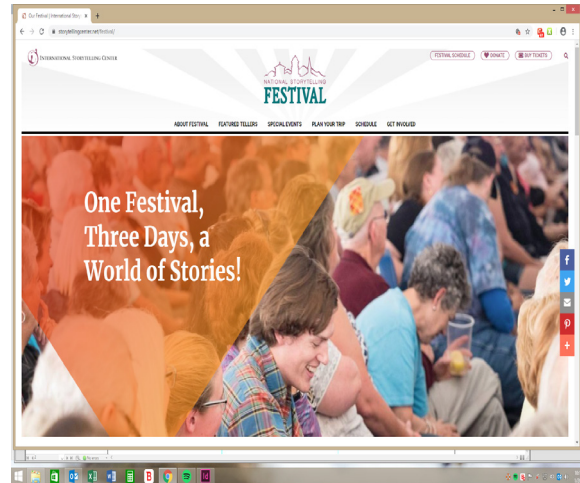 Our Festival | International Story
storytellingcenter.net/festival/
INTERNATIONAL STORYTELLING CENTER
FESTIVAL SCHEDULE
DONATE
BUY TICKETS
NATIONAL STORYTELLING
FESTIVAL
ABOUT FESTIVAL FEATURED TELLERS SPECIAL EVENTS PLAN YOUR TRIP SCHEDULE GET INVOLVED
One Festival,
Three Days, a
World of Stories!